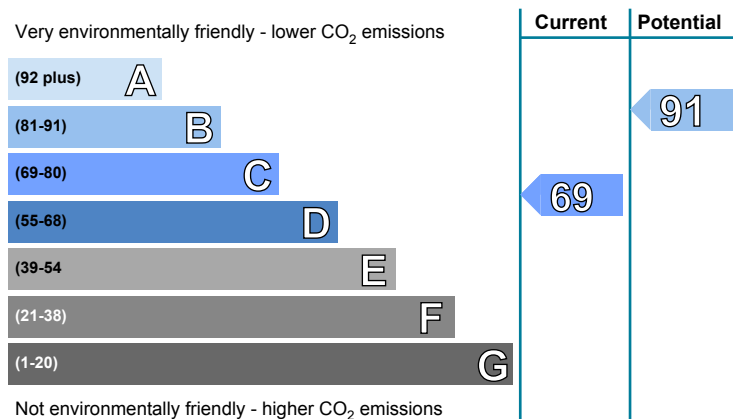 Very environmentally friendly - lower CO2 emissions
Current
Potential
(92 plus) A
(81-91) B
91
(69-80) C
69
(55-68) D
(39-54 E
(21-38) F
(1-20) G
Not environmentally friendly - higher CO2 emissions